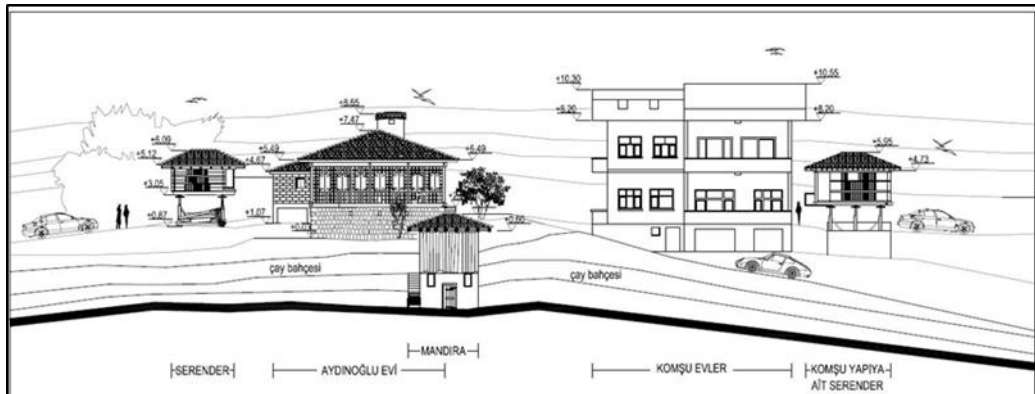 +10,30
+10,55
+8,65
+7,47
+8,20
+8,20
+6,09
+5,12
+5,49
+4,67
+5,49
+5,95
+4,73
+3,05
+0,87
+1,07
+0,60
çay bahçesi
çay bahçesi
MANDIRA
SERENDER
AYDINOĞLU EVİ
KOMŞU EVLER
KOMŞU YAPIYA
AİT SERENDER